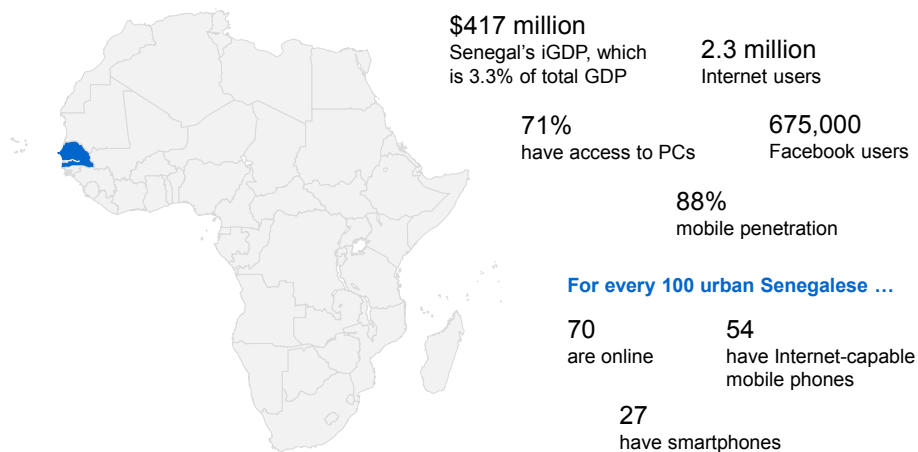 $417 million
Senegal’s iGDP, which
is 3.3% of total GDP
2.3 million
Internet users
71%
have access to PCs
675,000
Facebook users
88%
mobile penetration
For every 100 urban Senegalese …
70
are online
54
have Internet-capable
mobile phones
27
have smartphones